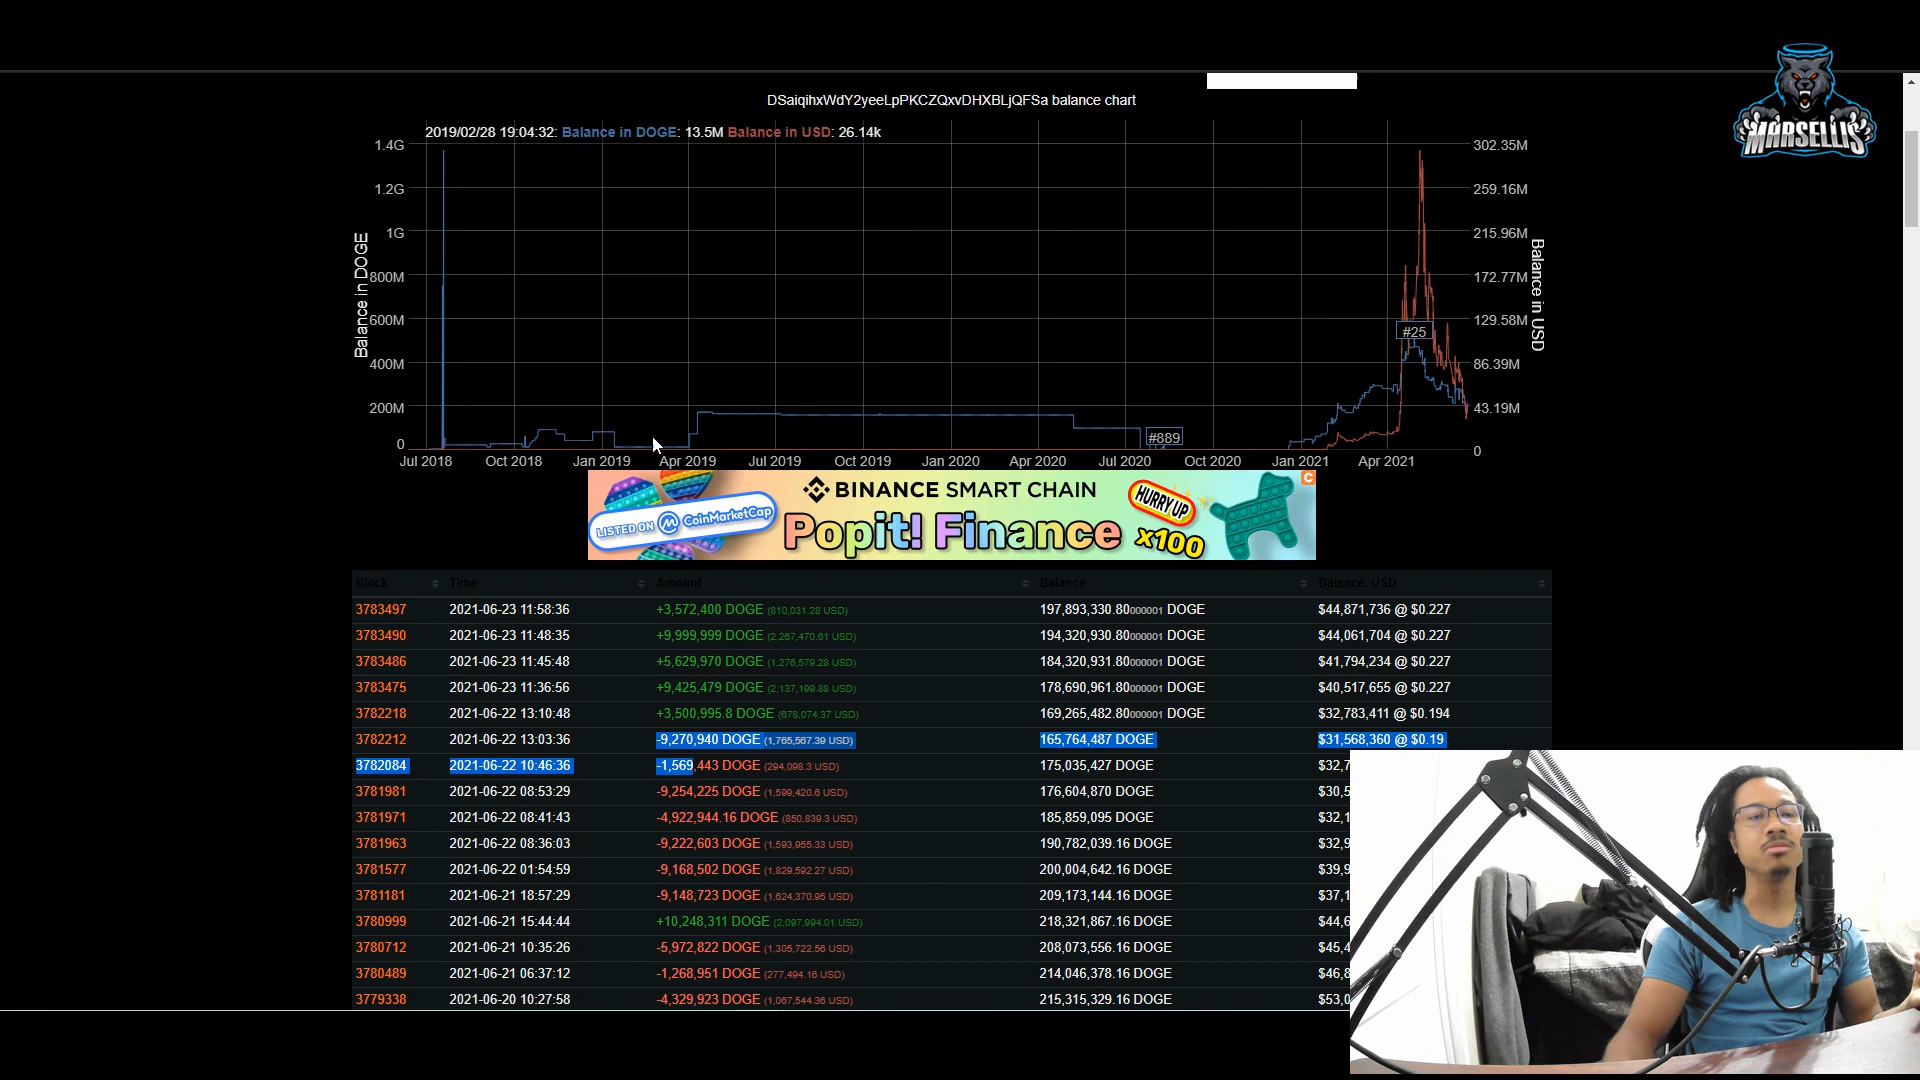 MARSELLIS
DSaiqihxWdY2yeeLpPKCZQxvDHXBLjQFSa balance chart
2019/02/28 19:04:32: Balance in DOGE: 13.5M Balance in USD: 26.14k
1.4G
1.2G
1G
800M
600M
400M
200M
0
Balance in DOGE
302.35M
259.16M
215.96M
172.77M
129.58M
86.39M
43.19M
0
Balance in USD
#25
#889
Jul 2018 Oct 2018 Jan 2019 Apr 2019 Jul 2019 Oct 2019 Jan 2020 Apr 2020 Jul 2020 Oct 2020 Jan 2021 Apr 2021
LISTED ON CoinMarketCap
BINANCE SMART CHAIN
Popit! Finance
HURRY UP
x100
C
Block Time Amount Balance Balance, USD
3783497 2021-06-23 11:58:36 +3,572,400 DOGE (810,031.28 USD) 197,893,330.80000001 DOGE $44,871,736 @ $0.227
3783490 2021-06-23 11:48:35 +9,999,999 DOGE (2,267,470.61 USD) 194,320,930.80000001 DOGE $44,061,704 @ $0.227
3783486 2021-06-23 11:45:48 +5,629,970 DOGE (1,276,579.28 USD) 184,320,931.80000001 DOGE $41,794,234 @ $0.227
3783475 2021-06-23 11:36:56 +9,425,479 DOGE (2,137,199.88 USD) 178,690,961.80000001 DOGE $40,517,655 @ $0.227
3782218 2021-06-22 13:10:48 +3,500,995.8 DOGE (678,074.37 USD) 169,265,482.80000001 DOGE $32,783,411 @ $0.194
3782212 2021-06-22 13:03:36 -9,270,940 DOGE (1,765,567.39 USD) 165,764,487 DOGE $31,568,360 @ $0.19
3782084 2021-06-22 10:46:36 -1,569,443 DOGE (294,098.3 USD) 175,035,427 DOGE $32,7
3781981 2021-06-22 08:53:29 -9,254,225 DOGE (1,599,420.6 USD) 176,604,870 DOGE $30,5
3781971 2021-06-22 08:41:43 -4,922,944.16 DOGE (850,839.3 USD) 185,859,095 DOGE $32,1
3781963 2021-06-22 08:36:03 -9,222,603 DOGE (1,593,955.33 USD) 190,782,039.16 DOGE $32,9
3781577 2021-06-22 01:54:59 -9,168,502 DOGE (1,829,592.27 USD) 200,004,642.16 DOGE $39,9
3781181 2021-06-21 18:57:29 -9,148,723 DOGE (1,624,370.95 USD) 209,173,144.16 DOGE $37,1
3780999 2021-06-21 15:44:44 +10,248,311 DOGE (2,097,994.01 USD) 218,321,867.16 DOGE $44,6
3780712 2021-06-21 10:35:26 -5,972,822 DOGE (1,305,722.56 USD) 208,073,556.16 DOGE $45,4
3780489 2021-06-21 06:37:12 -1,268,951 DOGE (277,494.16 USD) 214,046,378.16 DOGE $46,8
3779338 2021-06-20 10:27:58 -4,329,923 DOGE (1,067,544.36 USD) 215,315,329.16 DOGE $53,0